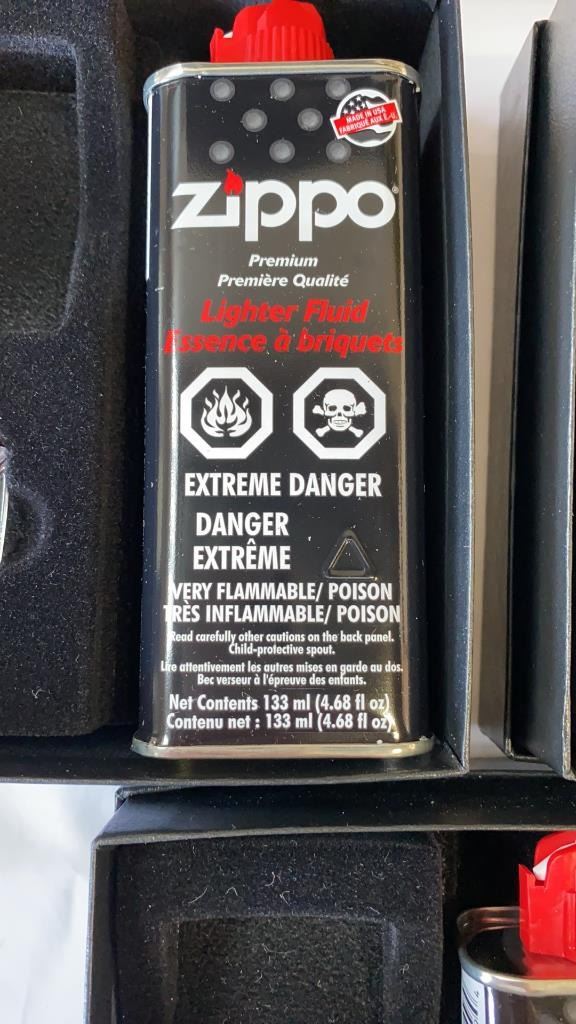 MADE IN USA
FABRIQUÉ AUX É.-U.
zippo
Premium
Première Qualité
Lighter Fluid
Essence à briquets
EXTREME DANGER
DANGER
EXTRÊME
VERY FLAMMABLE/ POISON
TRÈS INFLAMMABLE/ POISON
Read carefully other cautions on the back panel.
Child-protective spout.
Lire attentivement les autres mises en garde au dos.
Bec verseur à l'épreuve des enfants.
Net Contents 133 ml (4.68 fl oz)
Contenu net : 133 ml (4.68 fl oz)